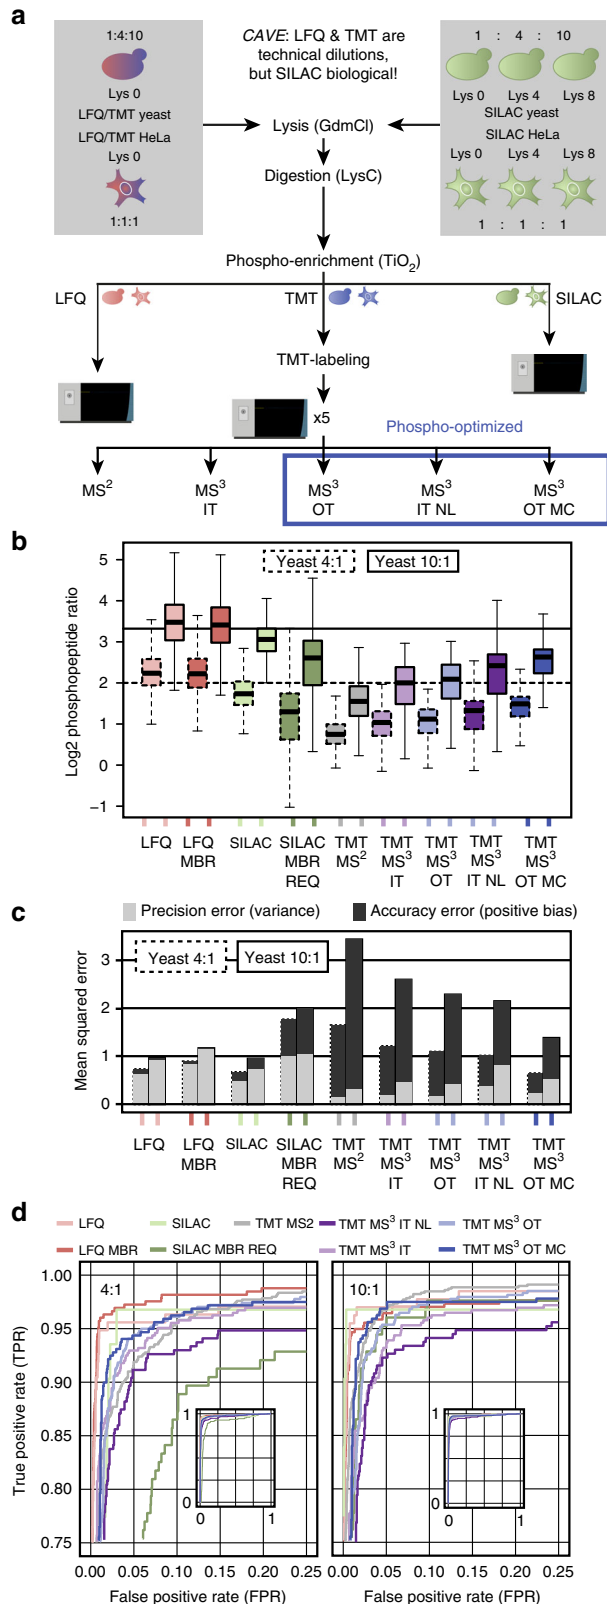 a
1:4:10
Lys 0
LFQ/TMT yeast
LFQ/TMT HeLa
Lys 0
1:1:1
CAVE: LFQ & TMT are
technical dilutions,
but SILAC biological!
1 : 4 : 10
Lys 0 Lys 4 Lys 8
SILAC yeast
SILAC HeLa
Lys 0 Lys 4 Lys 8
1 : 1 : 1
Lysis (GdmCl)
Digestion (LysC)
Phospho-enrichment (TiO2)
LFQ
TMT
SILAC
TMT-labeling
x5
Phospho-optimized
MS2
MS3
IT
MS3
OT
MS3
IT NL
MS3
OT MC
b
Log2 phosphopeptide ratio
5
4
3
2
1
0
−1
Yeast 4:1
Yeast 10:1
LFQ
LFQ
MBR
SILAC
SILAC
MBR
REQ
TMT
MS2
TMT
MS3
IT
TMT
MS3
OT
TMT
MS3
IT NL
TMT
MS3
OT MC
c
Precision error (variance)
Accuracy error (positive bias)
Mean squared error
3
2
1
0
Yeast 4:1
Yeast 10:1
LFQ
LFQ
MBR
SILAC
SILAC
MBR
REQ
TMT
MS2
TMT
MS3
IT
TMT
MS3
OT
TMT
MS3
IT NL
TMT
MS3
OT MC
d
LFQ
SILAC
TMT MS2
TMT MS3 IT NL
TMT MS3 OT
LFQ MBR
SILAC MBR REQ
TMT MS3 IT
TMT MS3 OT MC
True positive rate (TPR)
1.00
0.95
0.90
0.85
0.80
0.75
4:1
1
0
0 1
0.00 0.05 0.10 0.15 0.20 0.25
False positive rate (FPR)
10:1
1
0
0 1
0.00 0.05 0.10 0.15 0.20 0.25
False positive rate (FPR)